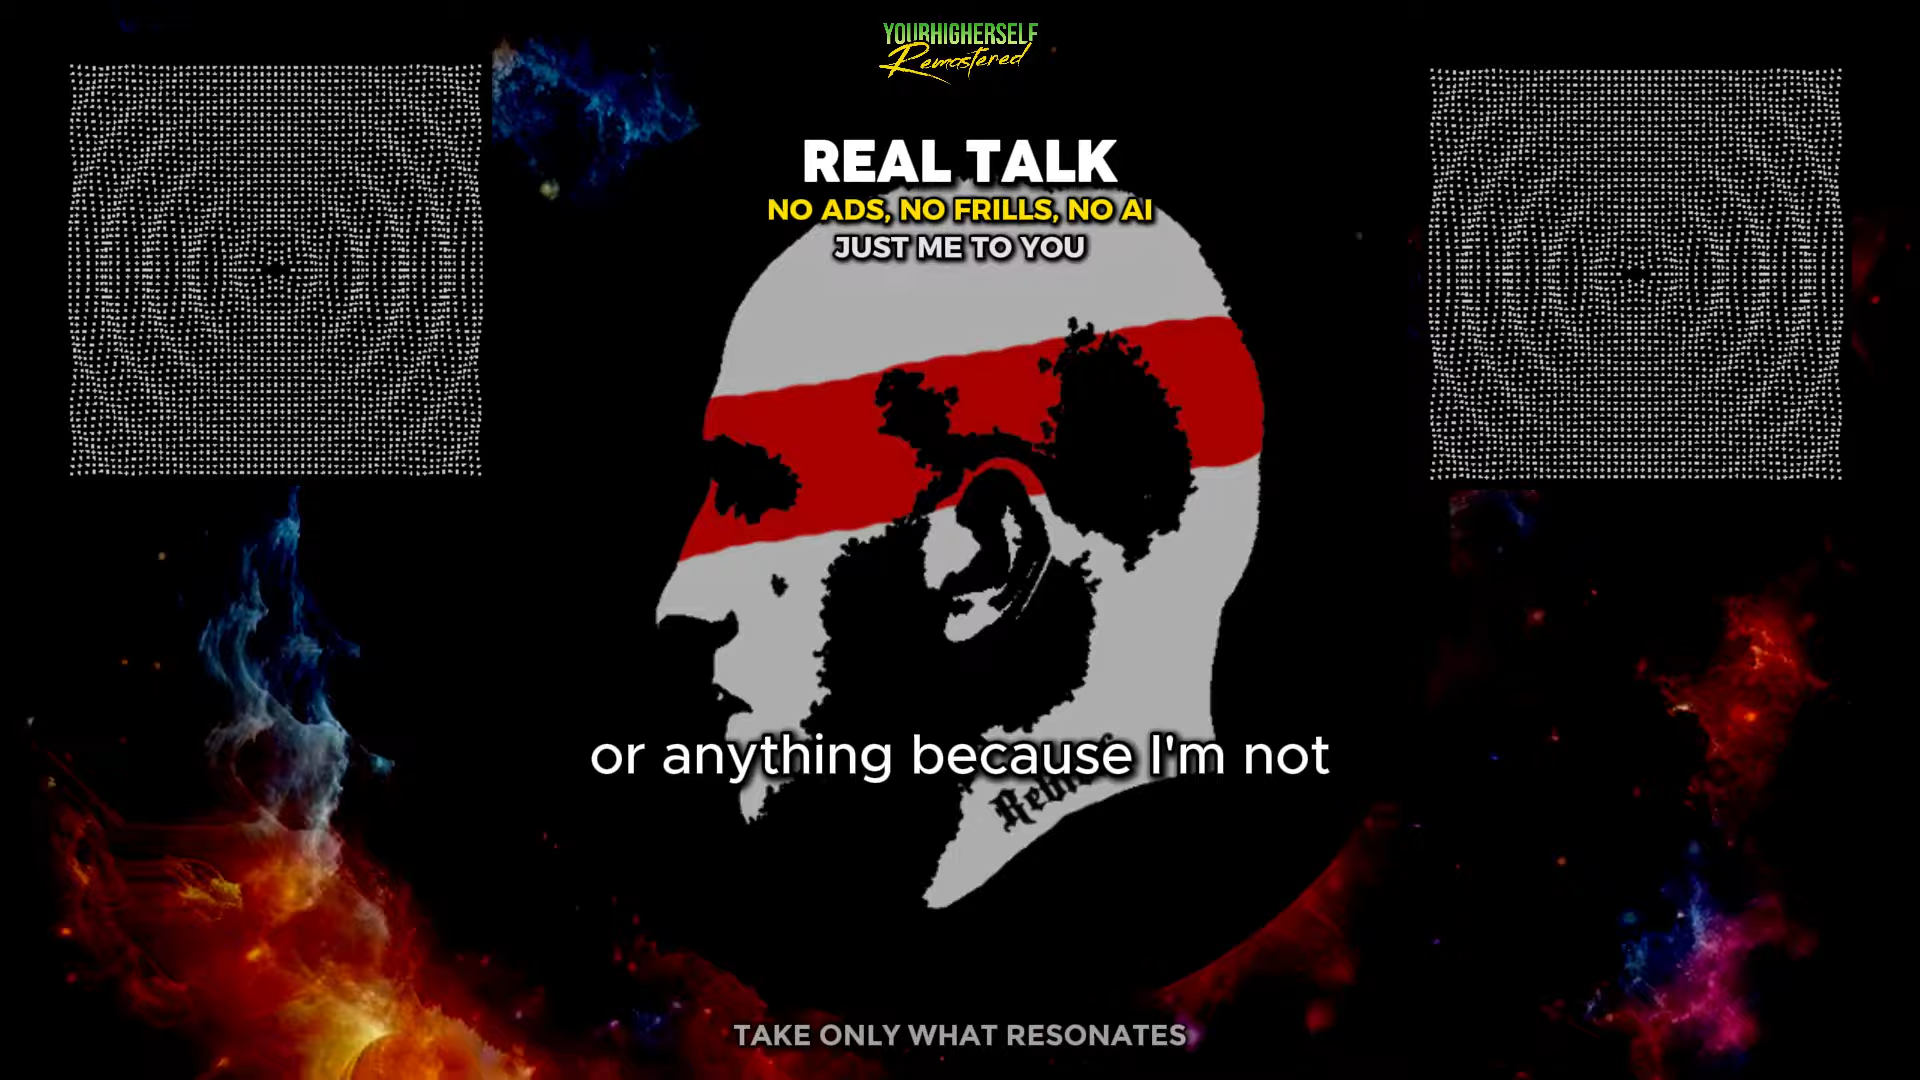 YOURHIGHERSELF
Remastered
REAL TALK
NO ADS, NO FRILLS, NO AI
JUST ME TO YOU
or anything because I'm not
TAKE ONLY WHAT RESONATES